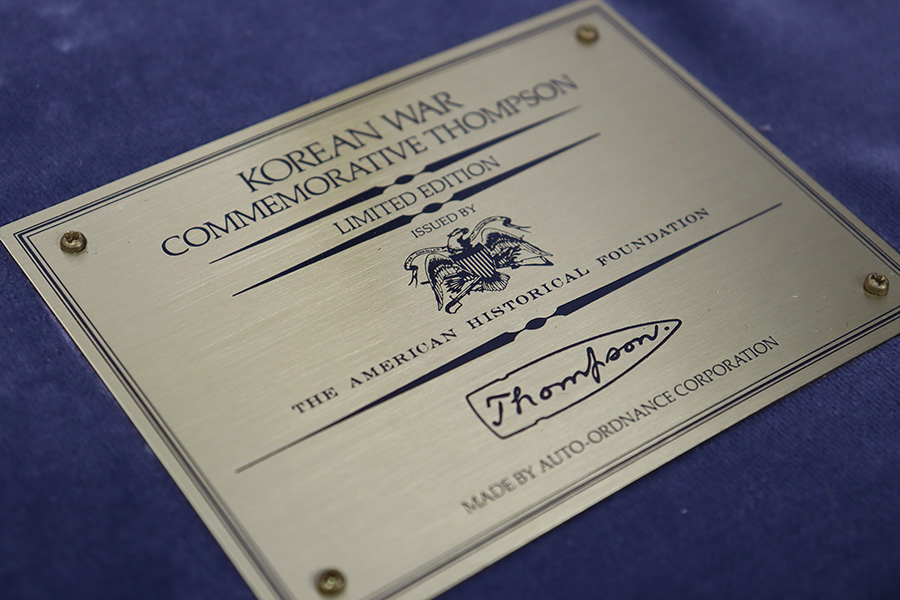 KOREAN WAR
COMMEMORATIVE THOMPSON
LIMITED EDITION
ISSUED BY
THE AMERICAN HISTORICAL FOUNDATION
Thompson.
MADE BY AUTO-ORDNANCE CORPORATION